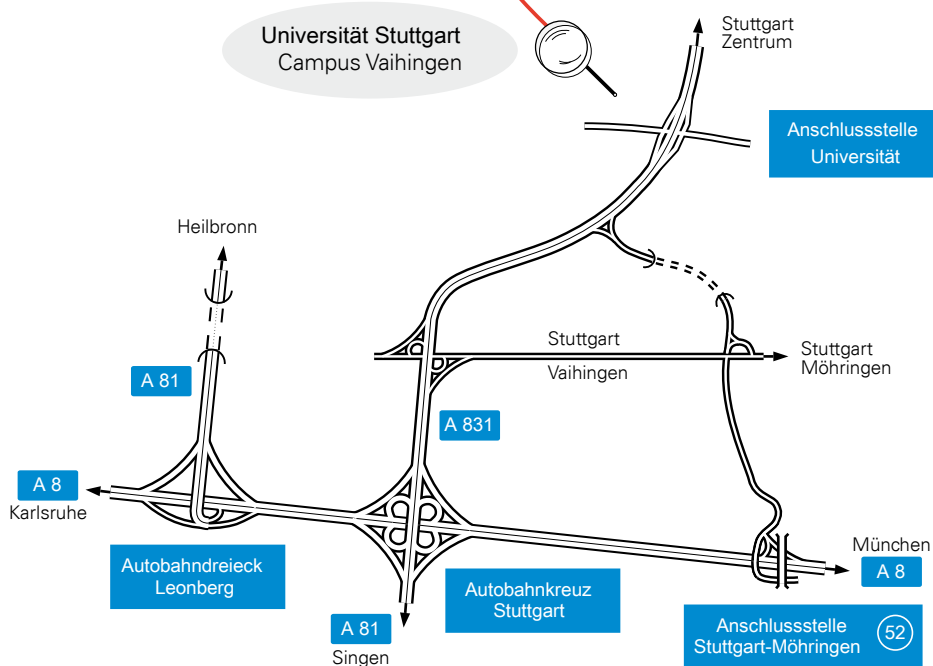 Universität Stuttgart
Campus Vaihingen
Stuttgart
Zentrum
Anschlussstelle
Universität
Heilbronn
Stuttgart
Vaihingen
Stuttgart
Möhringen
A 81
A 831
A 8
Karlsruhe
Autobahndreieck
Leonberg
Autobahnkreuz
Stuttgart
München
A 8
A 81
Singen
Anschlussstelle
Stuttgart-Möhringen 52